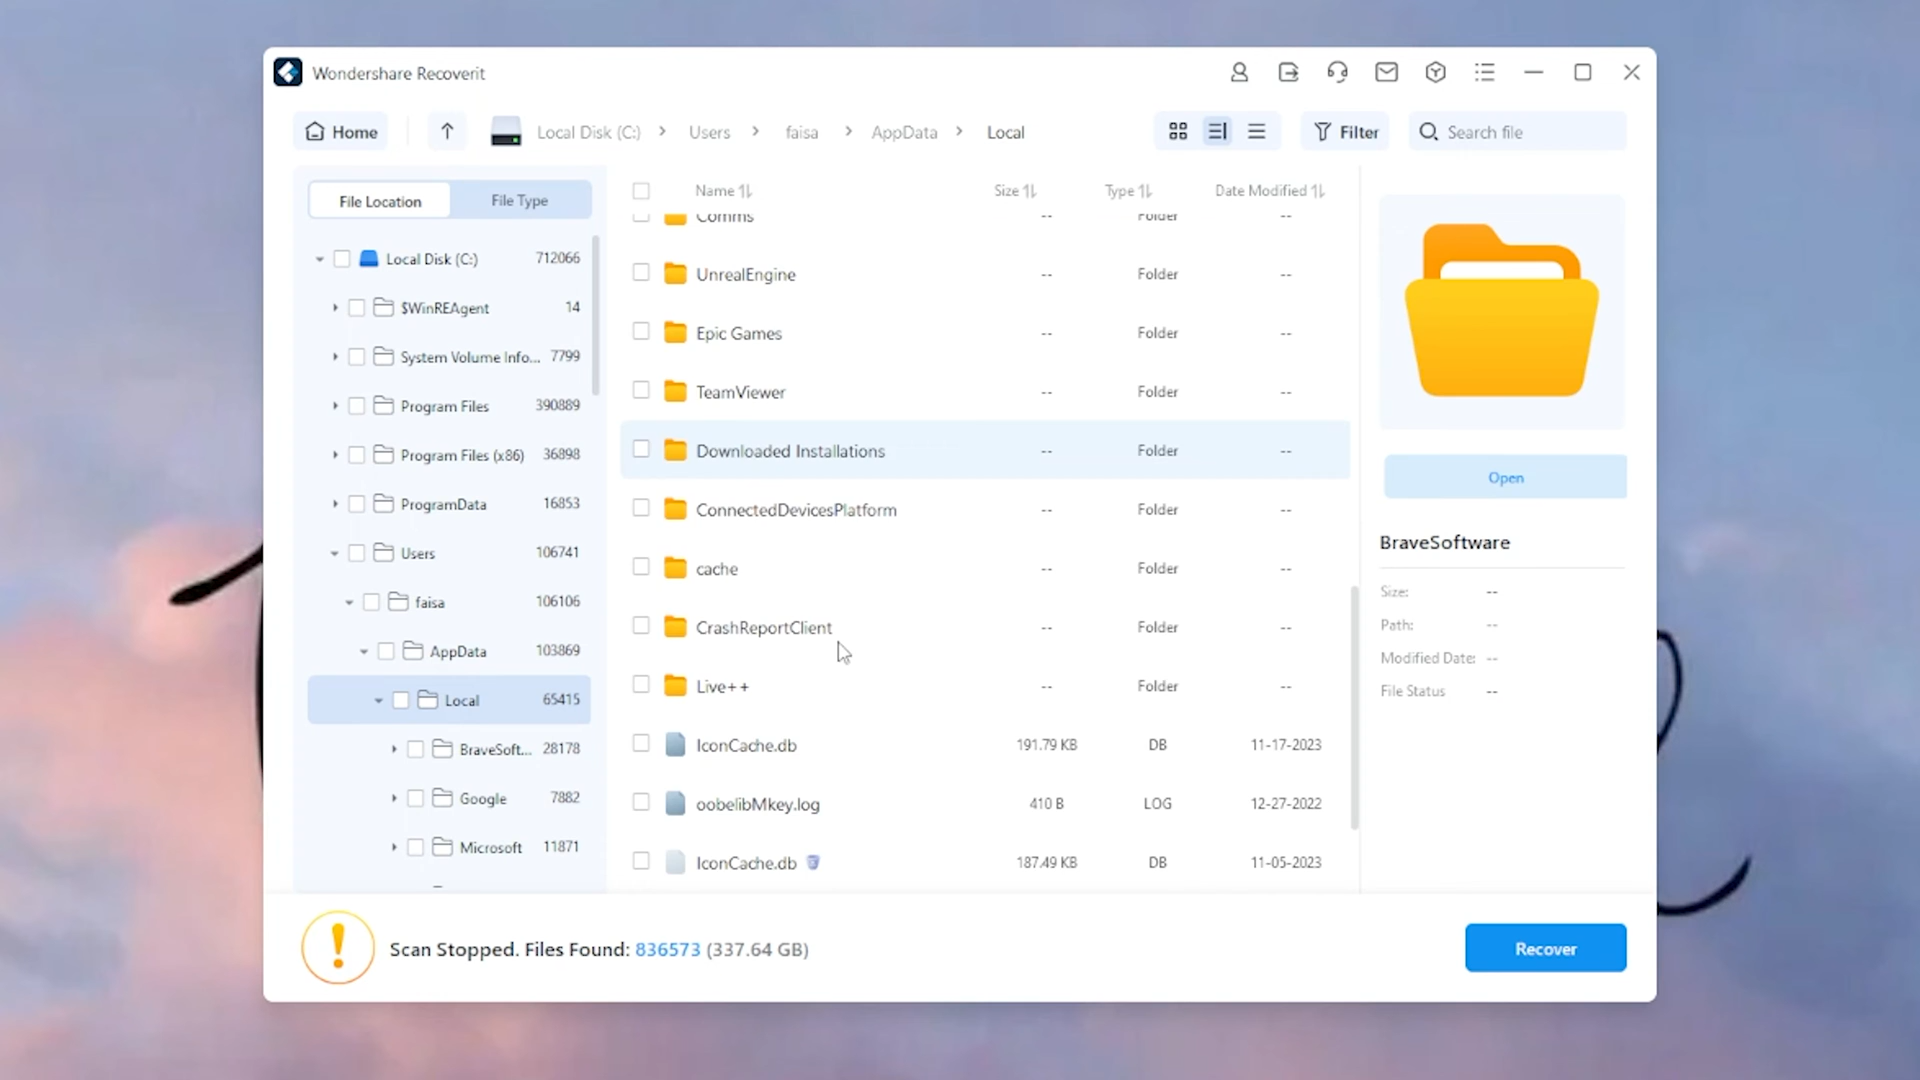 Wondershare Recoverit
Home Local Disk (C:) Users faisa AppData Local Filter Search file
File Location File Type
Local Disk (C:) 712066
$WinREAgent 14
System Volume Info... 7799
Program Files 390889
Program Files (x86) 36898
ProgramData 16853
Users 106741
faisa 106106
AppData 103869
Local 65415
BraveSoft... 28178
Google 7882
Microsoft 11871
Name Size Type Date Modified
Comms -- Folder --
UnrealEngine -- Folder --
Epic Games -- Folder --
TeamViewer -- Folder --
Downloaded Installations -- Folder --
ConnectedDevicesPlatform -- Folder --
cache -- Folder --
CrashReportClient -- Folder --
Live++ -- Folder --
IconCache.db 191.79 KB DB 11-17-2023
oobelibMkey.log 410 B LOG 12-27-2022
IconCache.db 187.49 KB DB 11-05-2023
Open
BraveSoftware
Size: --
Path: --
Modified Date: --
File Status --
Scan Stopped. Files Found: 836573 (337.64 GB)
Recover